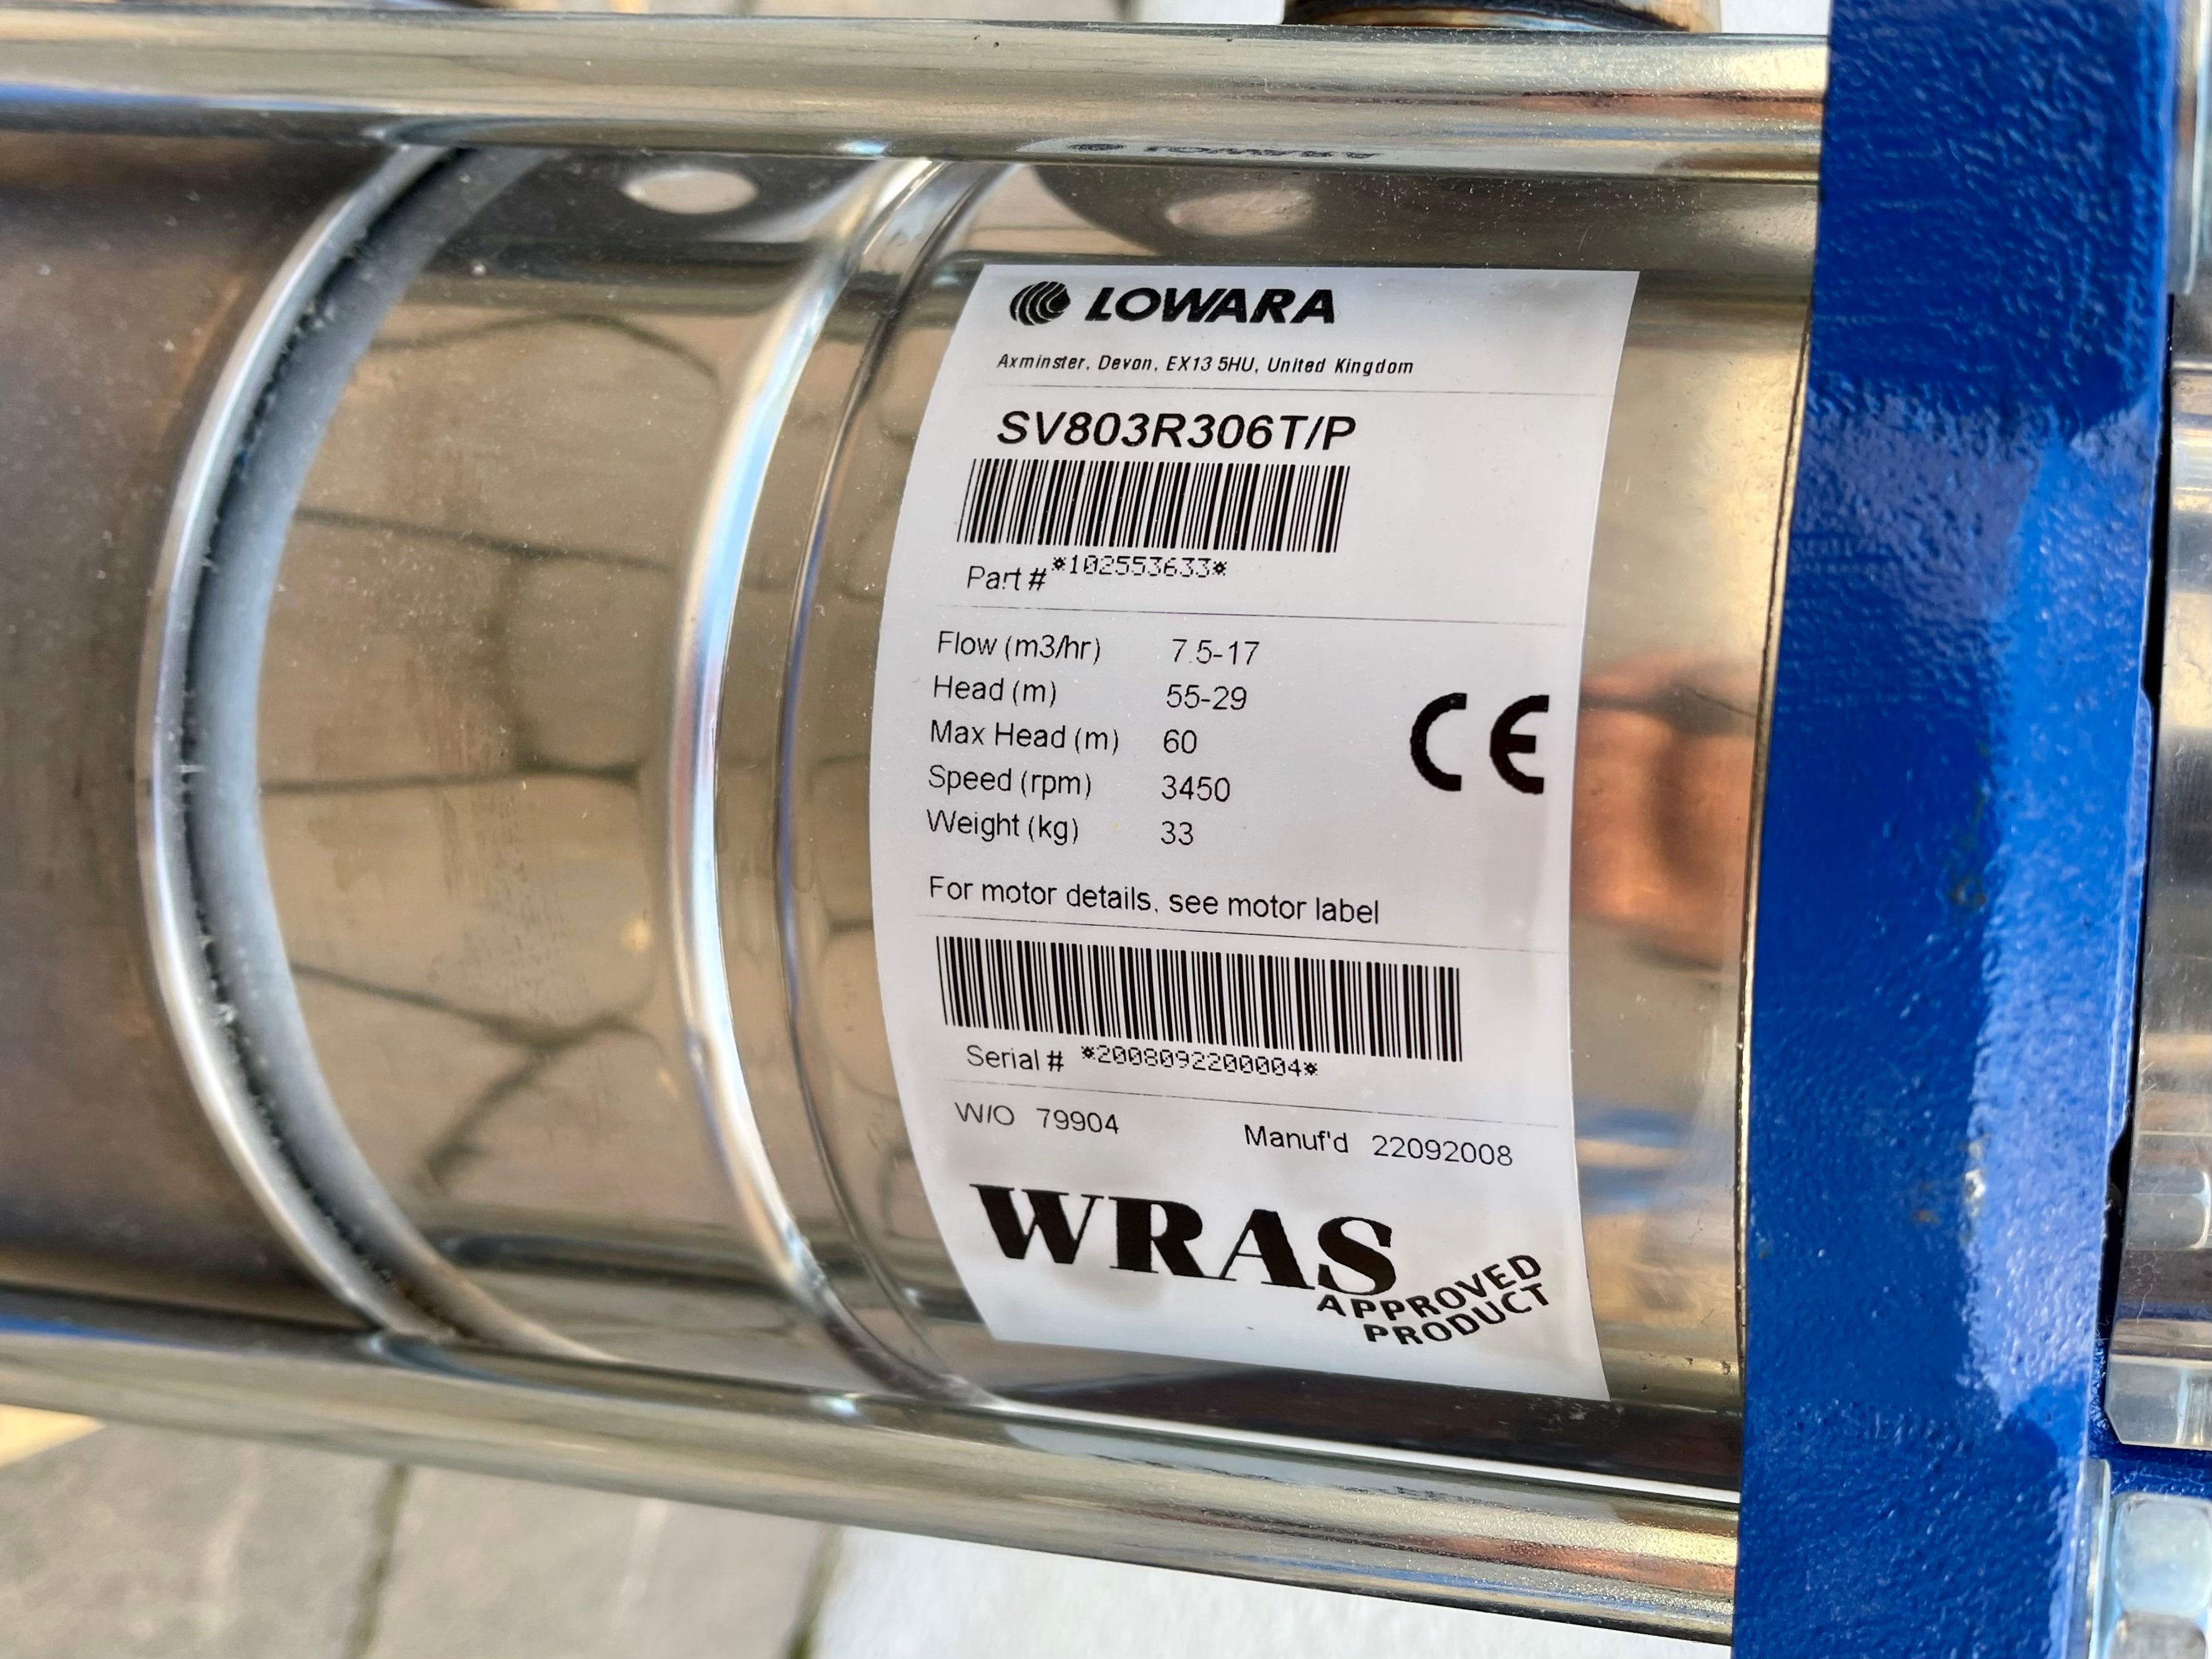 LOWARA
Axminster, Devon, EX13 5HU, United Kingdom
SV803R306T/P
Part # *102553633*
Flow (m3/hr) 7.5-17
Head (m) 55-29
Max Head (m) 60
Speed (rpm) 3450
Weight (kg) 33
CE
For motor details, see motor label
Serial # *2008092200004*
W/O 79904 Manuf'd 22092008
WRAS
APPROVED
PRODUCT